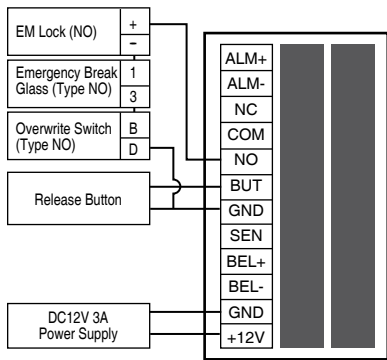 EM Lock (NO)
+
-
Emergency Break
Glass (Type NO)
1
3
Overwrite Switch
(Type NO)
B
D
Release Button
DC12V 3A
Power Supply
ALM+
ALM-
NC
COM
NO
BUT
GND
SEN
BEL+
BEL-
GND
+12V